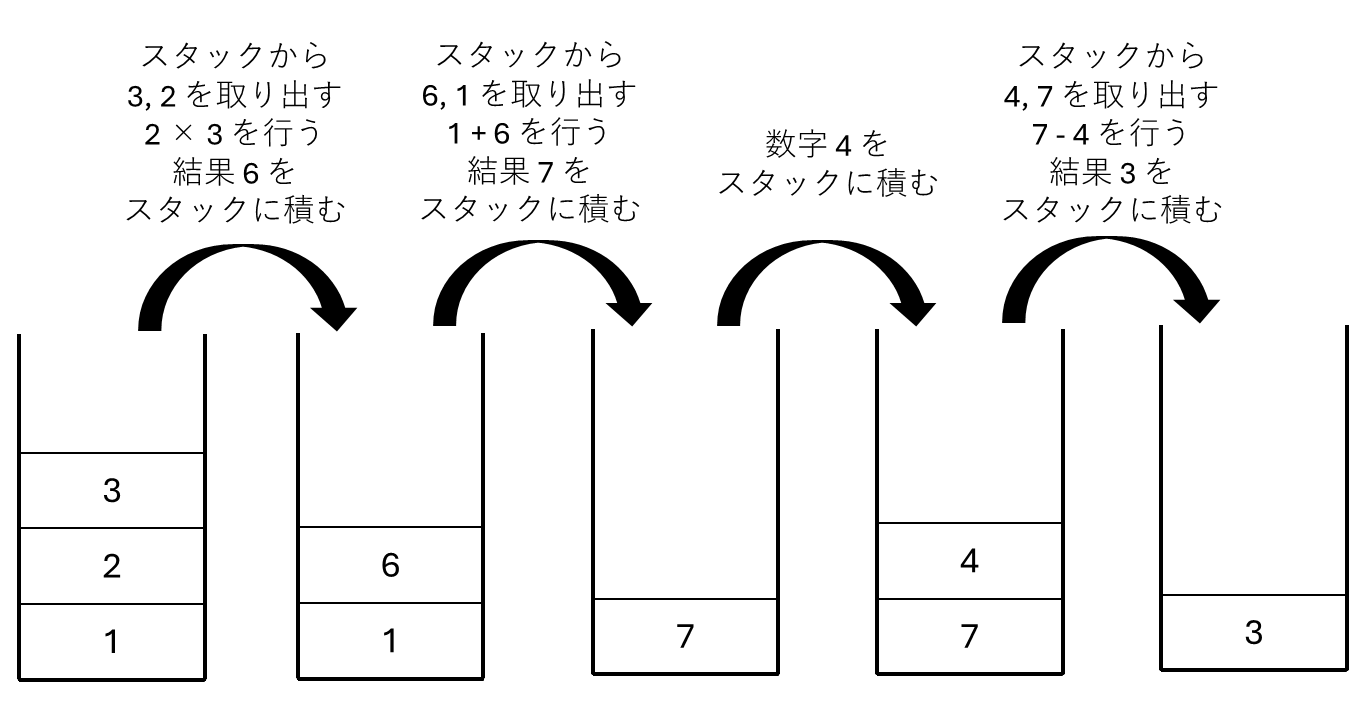 スタックから
3, 2 を取り出す
2 × 3 を行う
結果 6 を
スタックに積む
スタックから
6, 1 を取り出す
1 + 6 を行う
結果 7 を
スタックに積む
数字 4 を
スタックに積む
スタックから
4, 7 を取り出す
7 - 4 を行う
結果 3 を
スタックに積む
3
2
1
6
1
7
4
7
3